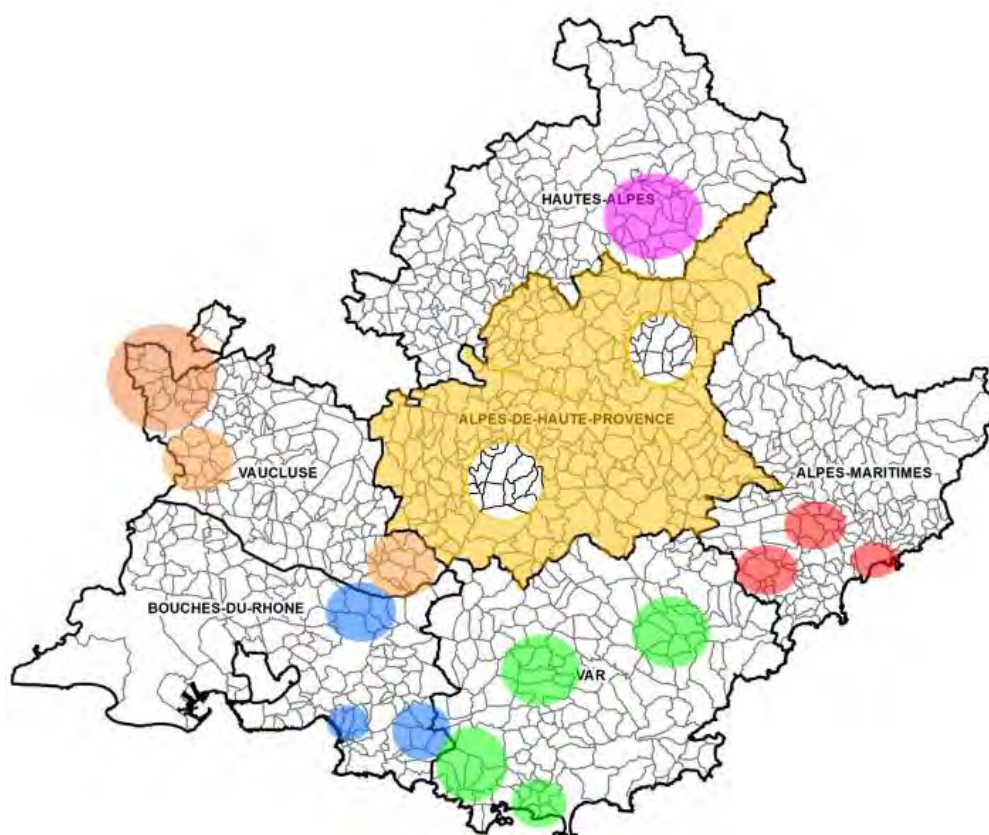 HAUTES-ALPES
ALPES-DE-HAUTE-PROVENCE
VAUCLUSE
ALPES-MARITIMES
BOUCHES-DU-RHONE
VAR